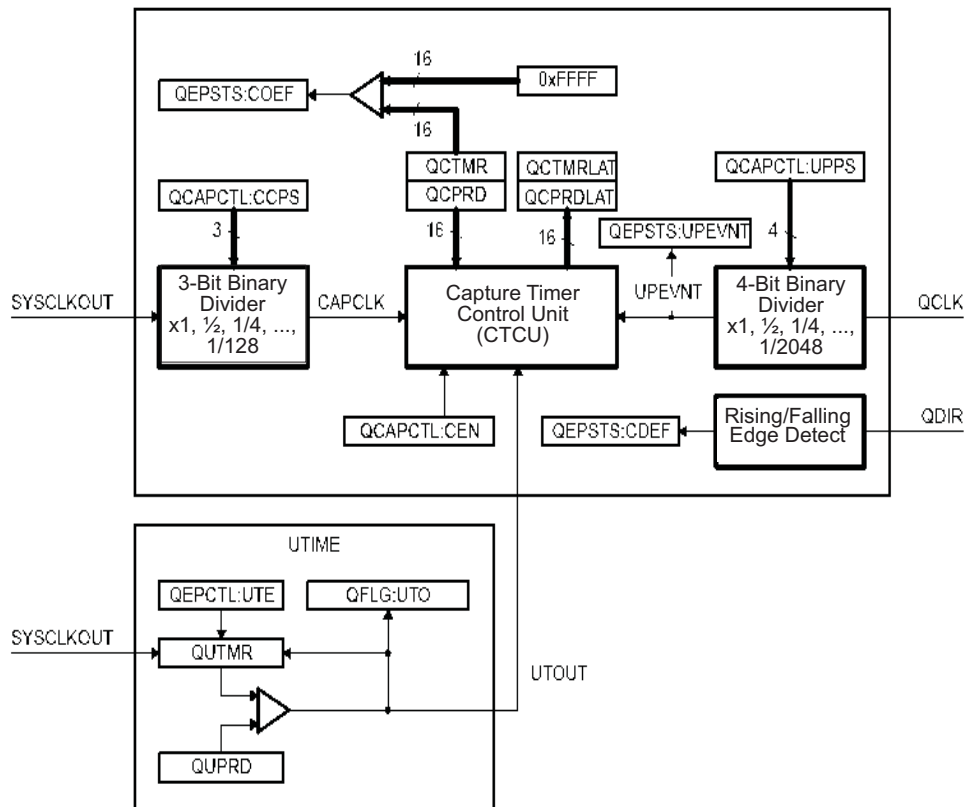 16
0xFFFF
QEPSTS:COEF
16
QCTMR
QCTMRLAT
QCAPCTL:UPPS
QCAPCTL:CCPS
QCPRD
QCPRDLAT
3
16
16
QEPSTS:UPEVNT
4
SYSCLKOUT
3-Bit Binary
Divider
x1, ½, 1/4, ...,
1/128
CAPCLK
Capture Timer
Control Unit
(CTCU)
UPEVNT
4-Bit Binary
Divider
x1, ½, 1/4, ...,
1/2048
QCLK
QCAPCTL:CEN
QEPSTS:CDEF
Rising/Falling
Edge Detect
QDIR
UTIME
QEPCTL:UTE
QFLG:UTO
SYSCLKOUT
QUTMR
UTOUT
QUPRD